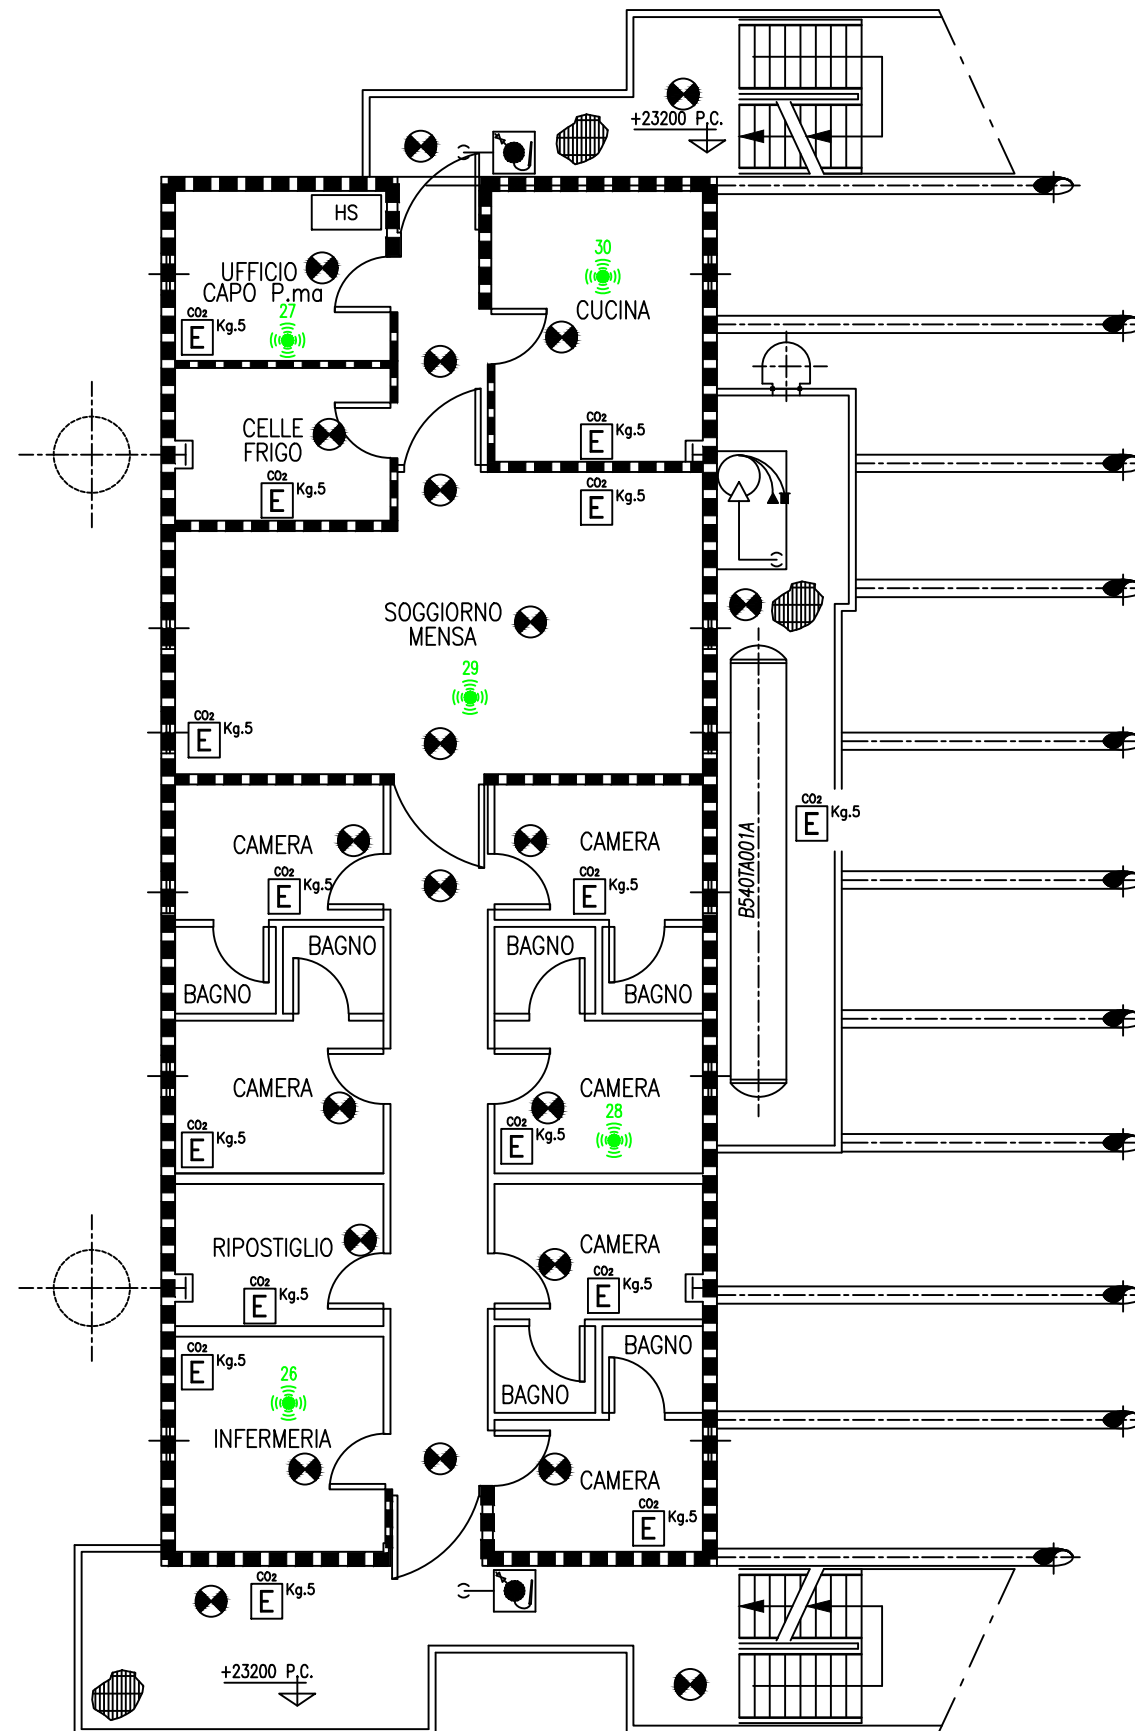 +23200 P.C.
HS
UFFICIO
CAPO P.ma
27
CO2
E Kg.5
30
CUCINA
CO2
E Kg.5
CELLE
FRIGO
CO2
E Kg.5
CO2
E Kg.5
SOGGIORNO
MENSA
29
CO2
E Kg.5
CAMERA
CO2
E Kg.5
CAMERA
CO2
E Kg.5
B540TA001A
CO2
E Kg.5
BAGNO
BAGNO
BAGNO
BAGNO
CAMERA
CO2
E Kg.5
CAMERA
28
CO2
E Kg.5
RIPOSTIGLIO
CO2
E Kg.5
CAMERA
CO2
E Kg.5
CO2
E Kg.5
26
INFERMERIA
BAGNO
BAGNO
CAMERA
CO2
E Kg.5
CO2
E Kg.5
+23200 P.C.